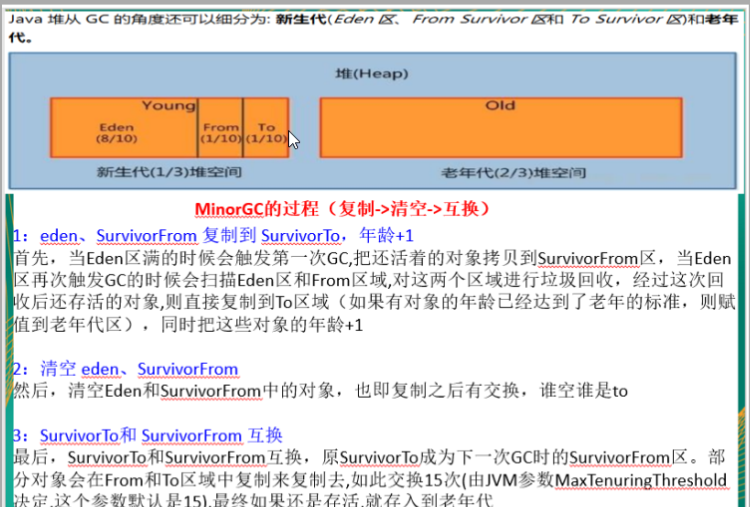 Java 堆从 GC 的角度还可以细分为: 新生代(Eden 区、From Survivor 区和 To Survivor 区)和老年
代。
堆(Heap)
Young
Old
Eden
(8/10)
From
(1/10)
To
(1/10)
新生代(1/3)堆空间
老年代(2/3)堆空间
MinorGC的过程（复制->清空->互换）
1：eden、SurvivorFrom 复制到 SurvivorTo，年龄+1
首先，当Eden区满的时候会触发第一次GC,把还活着的对象拷贝到SurvivorFrom区，当Eden
区再次触发GC的时候会扫描Eden区和From区域,对这两个区域进行垃圾回收，经过这次回
收后还存活的对象,则直接复制到To区域（如果有对象的年龄已经达到了老年的标准，则赋
值到老年代区），同时把这些对象的年龄+1
2：清空 eden、SurvivorFrom
然后，清空Eden和SurvivorFrom中的对象，也即复制之后有交换，谁空谁是to
3：SurvivorTo和 SurvivorFrom 互换
最后，SurvivorTo和SurvivorFrom互换，原SurvivorTo成为下一次GC时的SurvivorFrom区。部
分对象会在From和To区域中复制来复制去,如此交换15次(由JVM参数MaxTenuringThreshold
决定,这个参数默认是15),最终如果还是存活,就存入到老年代